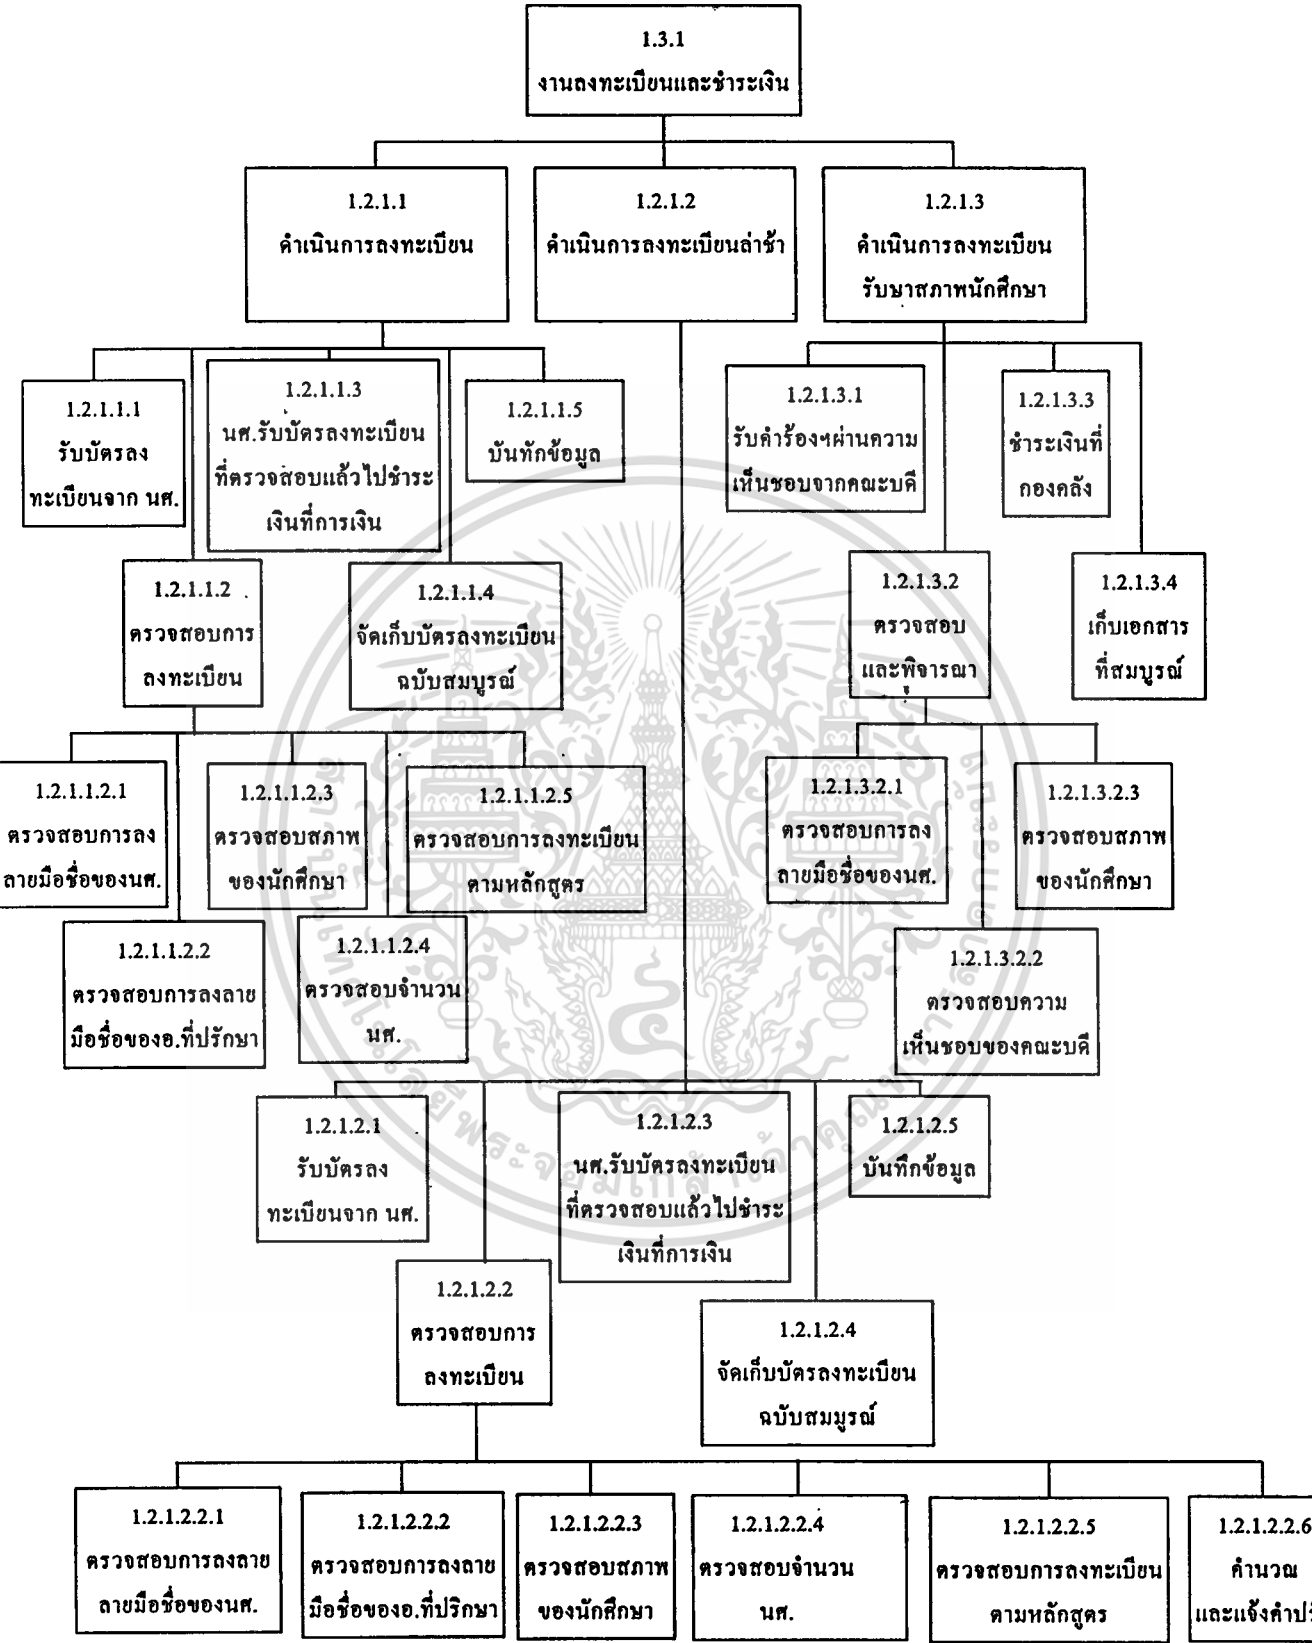 1.3.1
งานลงทะเบียนและชำระเงิน
1.2.1.1
ดำเนินการลงทะเบียน
1.2.1.2
ดำเนินการลงทะเบียนล่าช้า
1.2.1.3
ดำเนินการลงทะเบียน
รับษาสภาพนักศึกษา
1.2.1.1.1
รับบัตรลง
ทะเบียนจาก นศ.
1.2.1.1.3
นศ.รับบัตรลงทะเบียน
ที่ตรวจสอบแล้วไปชำระ
เงินที่การเงิน
1.2.1.1.5
บันทึกข้อมูล
1.2.1.3.1
รับคำร้องฯผ่านความ
เห็นชอบจากคณะบดี
1.2.1.3.3
ชำระเงินที่
กองคลัง
1.2.1.1.2
ตรวจสอบการ
ลงทะเบียน
1.2.1.1.4
จัดเก็บบัตรลงทะเบียน
ฉบับสมบูรณ์
1.2.1.3.2
ตรวจสอบ
และพิจารณา
1.2.1.3.4
เก็บเอกสาร
ที่สมบูรณ์
1.2.1.1.2.1
ตรวจสอบการลง
ลายมือชื่อของนศ.
1.2.1.1.2.3
ตรวจสอบสภาพ
ของนักศึกษา
1.2.1.1.2.5
ตรวจสอบการลงทะเบียน
ตามหลักสูตร
1.2.1.3.2.1
ตรวจสอบการลง
ลายมือชื่อของนศ.
1.2.1.3.2.3
ตรวจสอบสภาพ
ของนักศึกษา
1.2.1.1.2.2
ตรวจสอบการลงลาย
มือชื่อของอ.ที่ปรึกษา
1.2.1.1.2.4
ตรวจสอบจำนวน
นศ.
1.2.1.3.2.2
ตรวจสอบความ
เห็นชอบของคณะบดี
1.2.1.2.1
รับบัตรลง
ทะเบียนจาก นศ.
1.2.1.2.3
นศ.รับบัตรลงทะเบียน
ที่ตรวจสอบแล้วไปชำระ
เงินที่การเงิน
1.2.1.2.5
บันทึกข้อมูล
1.2.1.2.2
ตรวจสอบการ
ลงทะเบียน
1.2.1.2.4
จัดเก็บบัตรลงทะเบียน
ฉบับสมมูรณ์
1.2.1.2.2.1
ตรวจสอบการลงลาย
ลายมือชื่อของนศ.
1.2.1.2.2.2
ตรวจสอบการลงลาย
มือชื่อของอ.ที่ปริกษา
1.2.1.2.2.3
ตรวจสอบสภาพ
ของนักศึกษา
1.2.1.2.2.4
ตรวจสอบจำนวน
นศ.
1.2.1.2.2.5
ตรวจสอบการลงทะเบียน
ตามหลักสูตร
1.2.1.2.2.6
คำนวณ